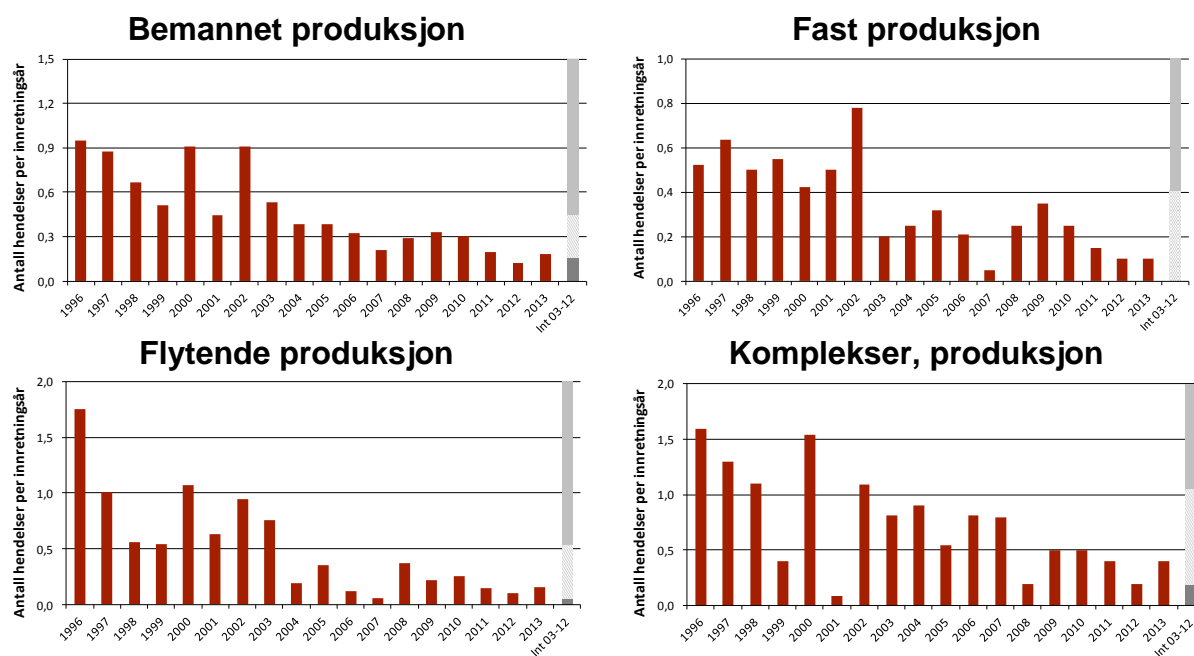 Bemannet produksjon
Antall hendelser per innretningsår
1,5
1,2
0,9
0,6
0,3
0,0
1996 1997 1998 1999 2000 2001 2002 2003 2004 2005 2006 2007 2008 2009 2010 2011 2012 2013 Int 03-12
Fast produksjon
Antall hendelser per innretningsår
1,0
0,8
0,6
0,4
0,2
0,0
1996 1997 1998 1999 2000 2001 2002 2003 2004 2005 2006 2007 2008 2009 2010 2011 2012 2013 Int 03-12
Flytende produksjon
Antall hendelser per innretningsår
2,0
1,5
1,0
0,5
0,0
1996 1997 1998 1999 2000 2001 2002 2003 2004 2005 2006 2007 2008 2009 2010 2011 2012 2013 Int 03-12
Komplekser, produksjon
Antall hendelser per innretningsår
2,0
1,5
1,0
0,5
0,0
1996 1997 1998 1999 2000 2001 2002 2003 2004 2005 2006 2007 2008 2009 2010 2011 2012 2013 Int 03-12